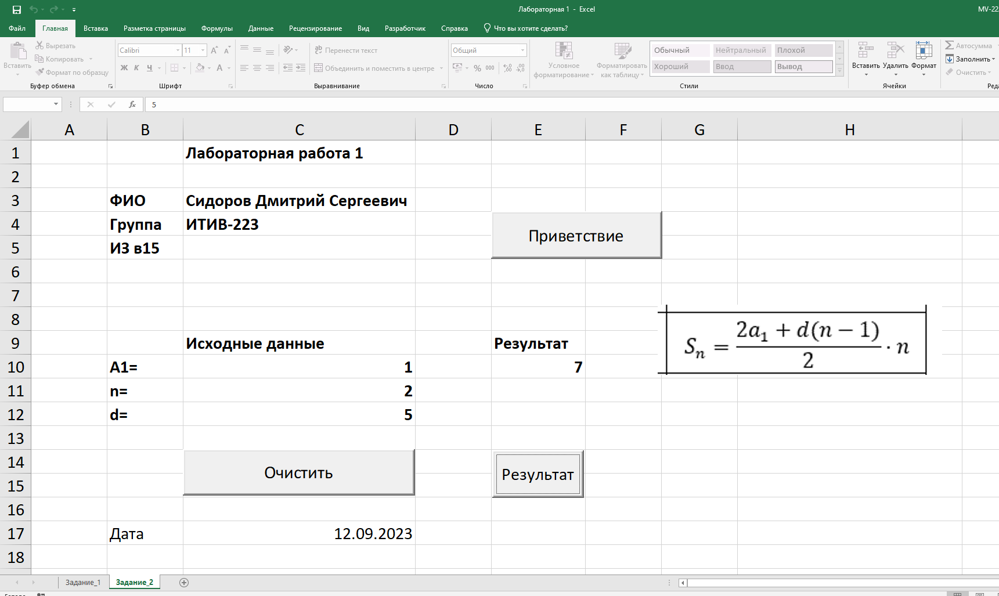 Лабораторная 1 - Excel
MV-22
Файл Главная Вставка Разметка страницы Формулы Данные Рецензирование Вид Разработчик Справка Что вы хотите сделать?
Вставить
Вырезать
Копировать
Формат по образцу
Буфер обмена
Calibri 11
Ж К Ч А
Шрифт
Перенести текст
Объединить и поместить в центре
Выравнивание
Общий
% 000
Число
Условное форматирование
Форматировать как таблицу
Обычный Нейтральный Плохой
Хороший Ввод Вывод
Стили
Вставить Удалить Формат
Ячейки
Автосумма
Заполнить
Очистить
fx 5
A B C D E F G H
1 Лабораторная работа 1
2
3 ФИО Сидоров Дмитрий Сергеевич
4 Группа ИТИВ-223
Приветствие
5 ИЗ в15
6
7
8
9 Исходные данные Результат
10 A1= 1 7
Sₙ = (2a₁ + d(n − 1))/2 · n
11 n= 2
12 d= 5
13
14
Очистить Результат
15
16
17 Дата 12.09.2023
18
Задание_1 Задание_2